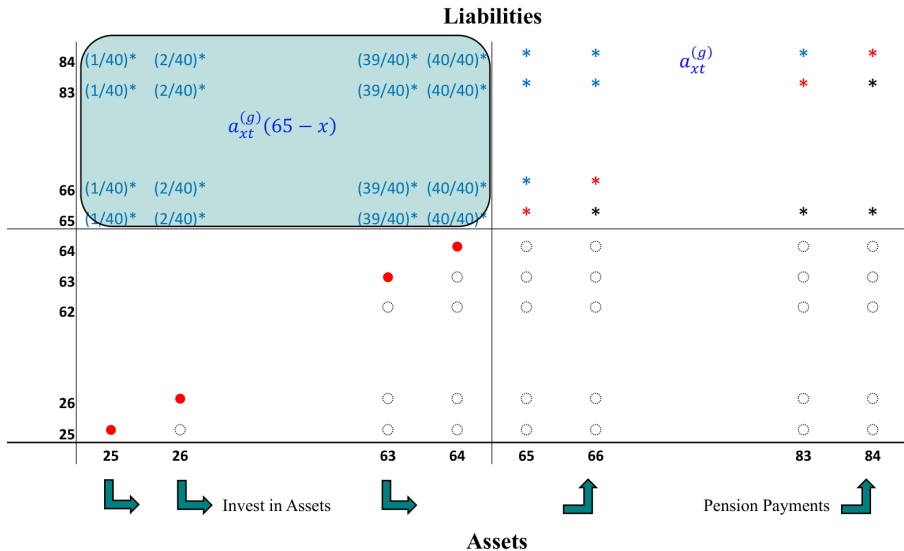 Liabilities
84 (1/40)* (2/40)* (39/40)* (40/40)* * * a_{xt}^{(g)} * *
83 (1/40)* (2/40)* (39/40)* (40/40)* * * * *
a_{xt}^{(g)}(65 − x)
66 (1/40)* (2/40)* (39/40)* (40/40)* * *
65 (1/40)* (2/40)* (39/40)* (40/40)* * * * *
64
63
62
26
25
25 26 63 64 65 66 83 84
Invest in Assets Pension Payments
Assets